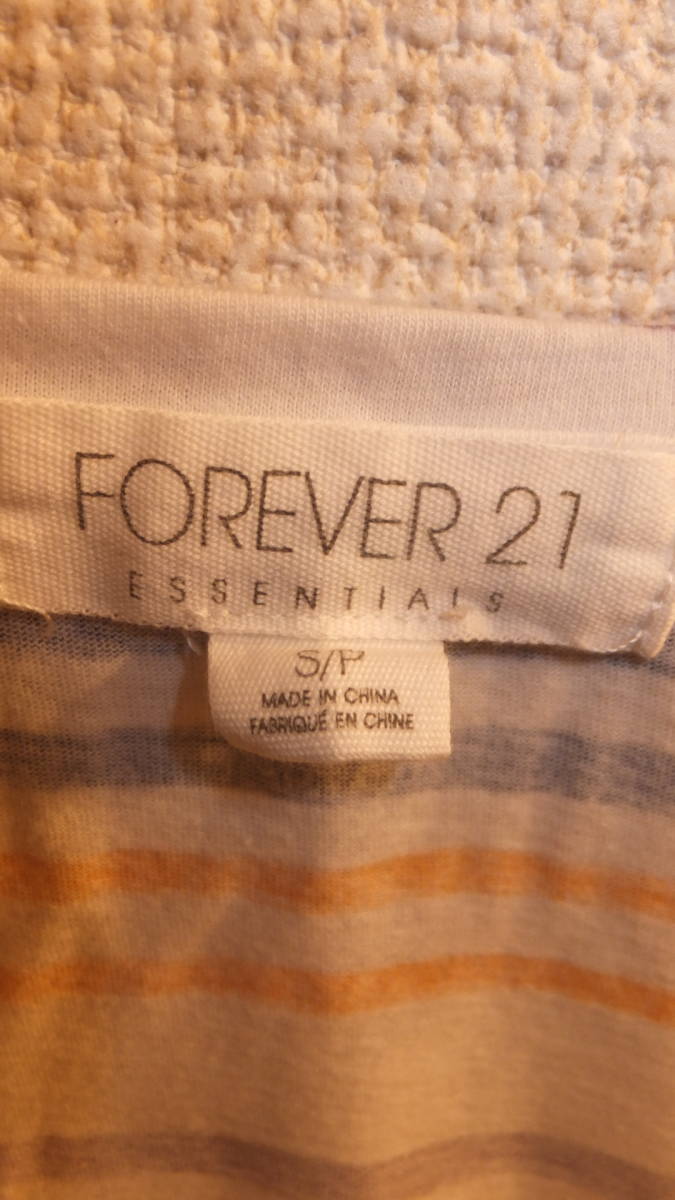 FOREVER 21
ESSENTIALS
S/P
MADE IN CHINA
FABRIQUÉ EN CHINE